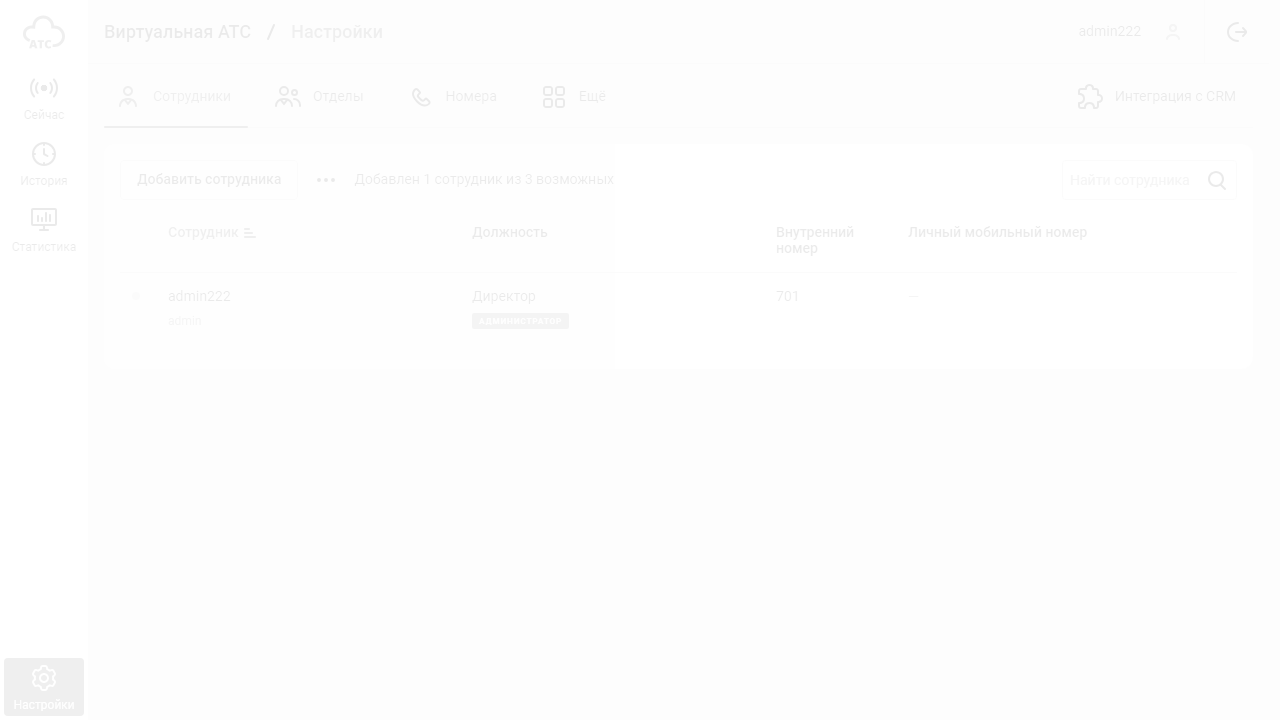 АТС
Виртуальная АТС / Настройки
admin222
Сейчас
История
Статистика
Сотрудники
Отделы
Номера
Ещё
Интеграция с CRM
Добавить сотрудника
Добавлен 1 сотрудник из 3 возможных
Найти сотрудника
Сотрудник
Должность
Внутренний
номер
Личный мобильный номер
admin222
Директор
701
—
admin
АДМИНИСТРАТОР
Настройки